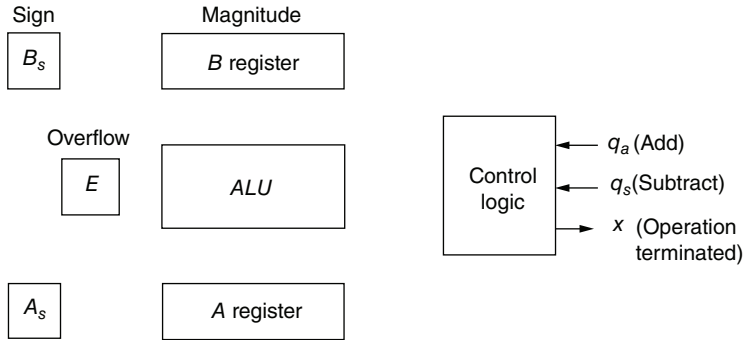 Sign
Magnitude
B_s
B register
Overflow
E
ALU
A_s
A register
Control
logic
q_a (Add)
q_s(Subtract)
x (Operation
terminated)